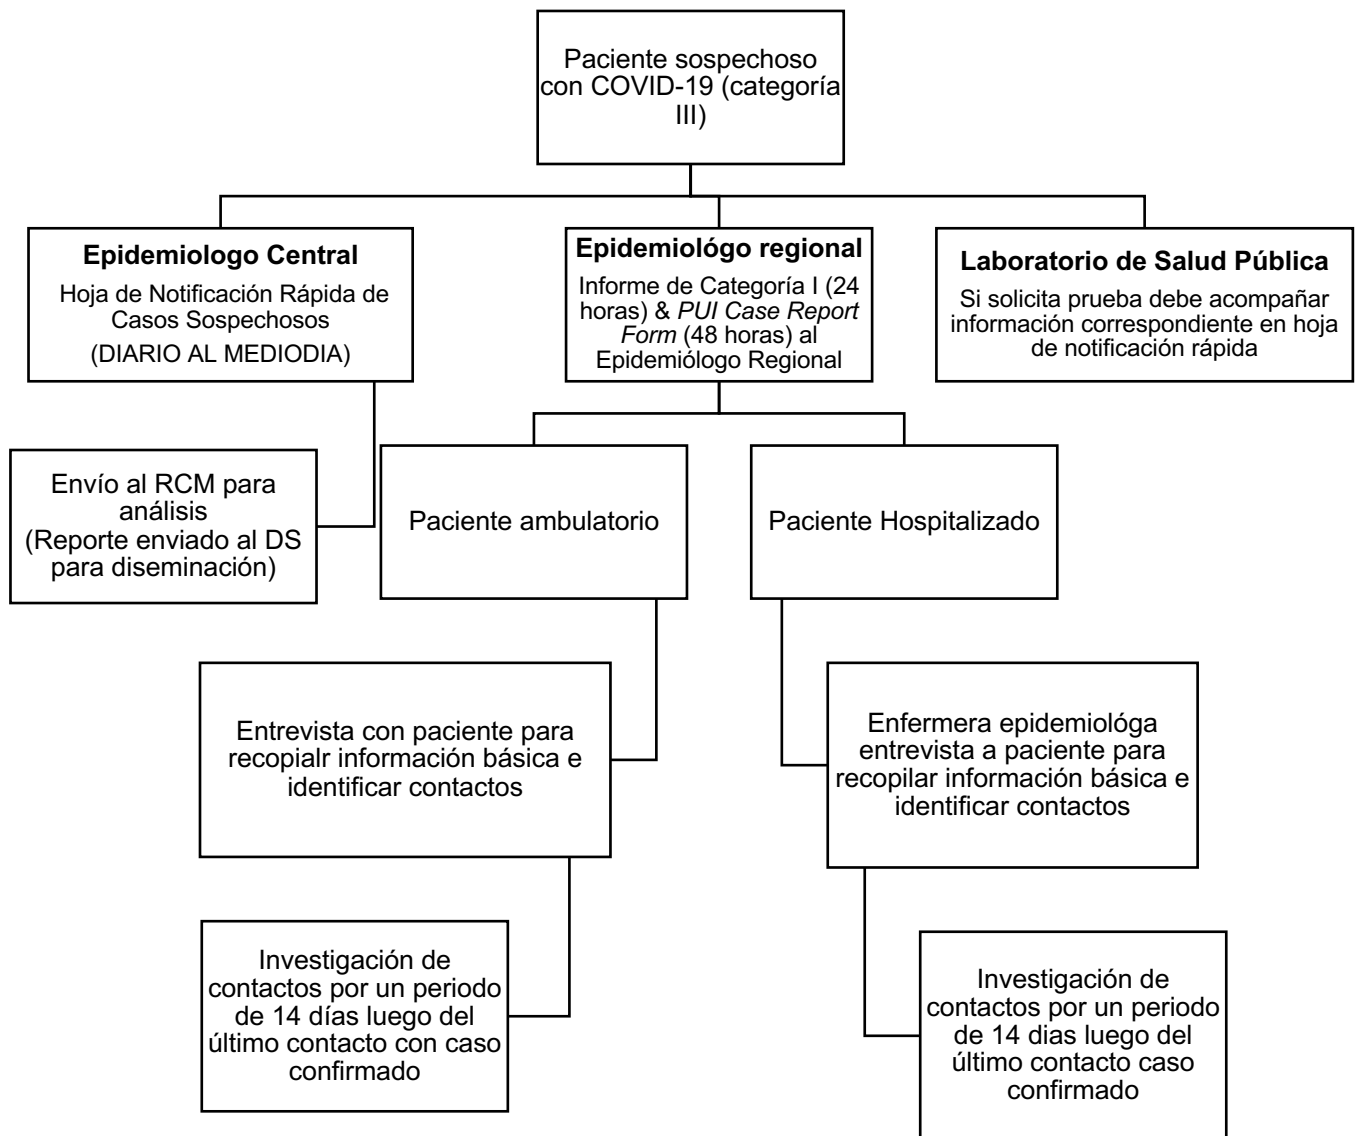 Paciente sospechoso
con COVID-19 (categoría
III)
Epidemiologo Central
Hoja de Notificación Rápida de
Casos Sospechosos
(DIARIO AL MEDIODIA)
Epidemiológo regional
Informe de Categoría I (24
horas) & PUI Case Report
Form (48 horas) al
Epidemiólogo Regional
Laboratorio de Salud Pública
Si solicita prueba debe acompañar
información correspondiente en hoja
de notificación rápida
Envío al RCM para
análisis
(Reporte enviado al DS
para diseminación)
Paciente ambulatorio
Paciente Hospitalizado
Entrevista con paciente para
recopialr información básica e
identificar contactos
Enfermera epidemiológa
entrevista a paciente para
recopilar información básica e
identificar contactos
Investigación de
contactos por un periodo
de 14 días luego del
último contacto con caso
confirmado
Investigación de
contactos por un periodo
de 14 dias luego del
último contacto caso
confirmado